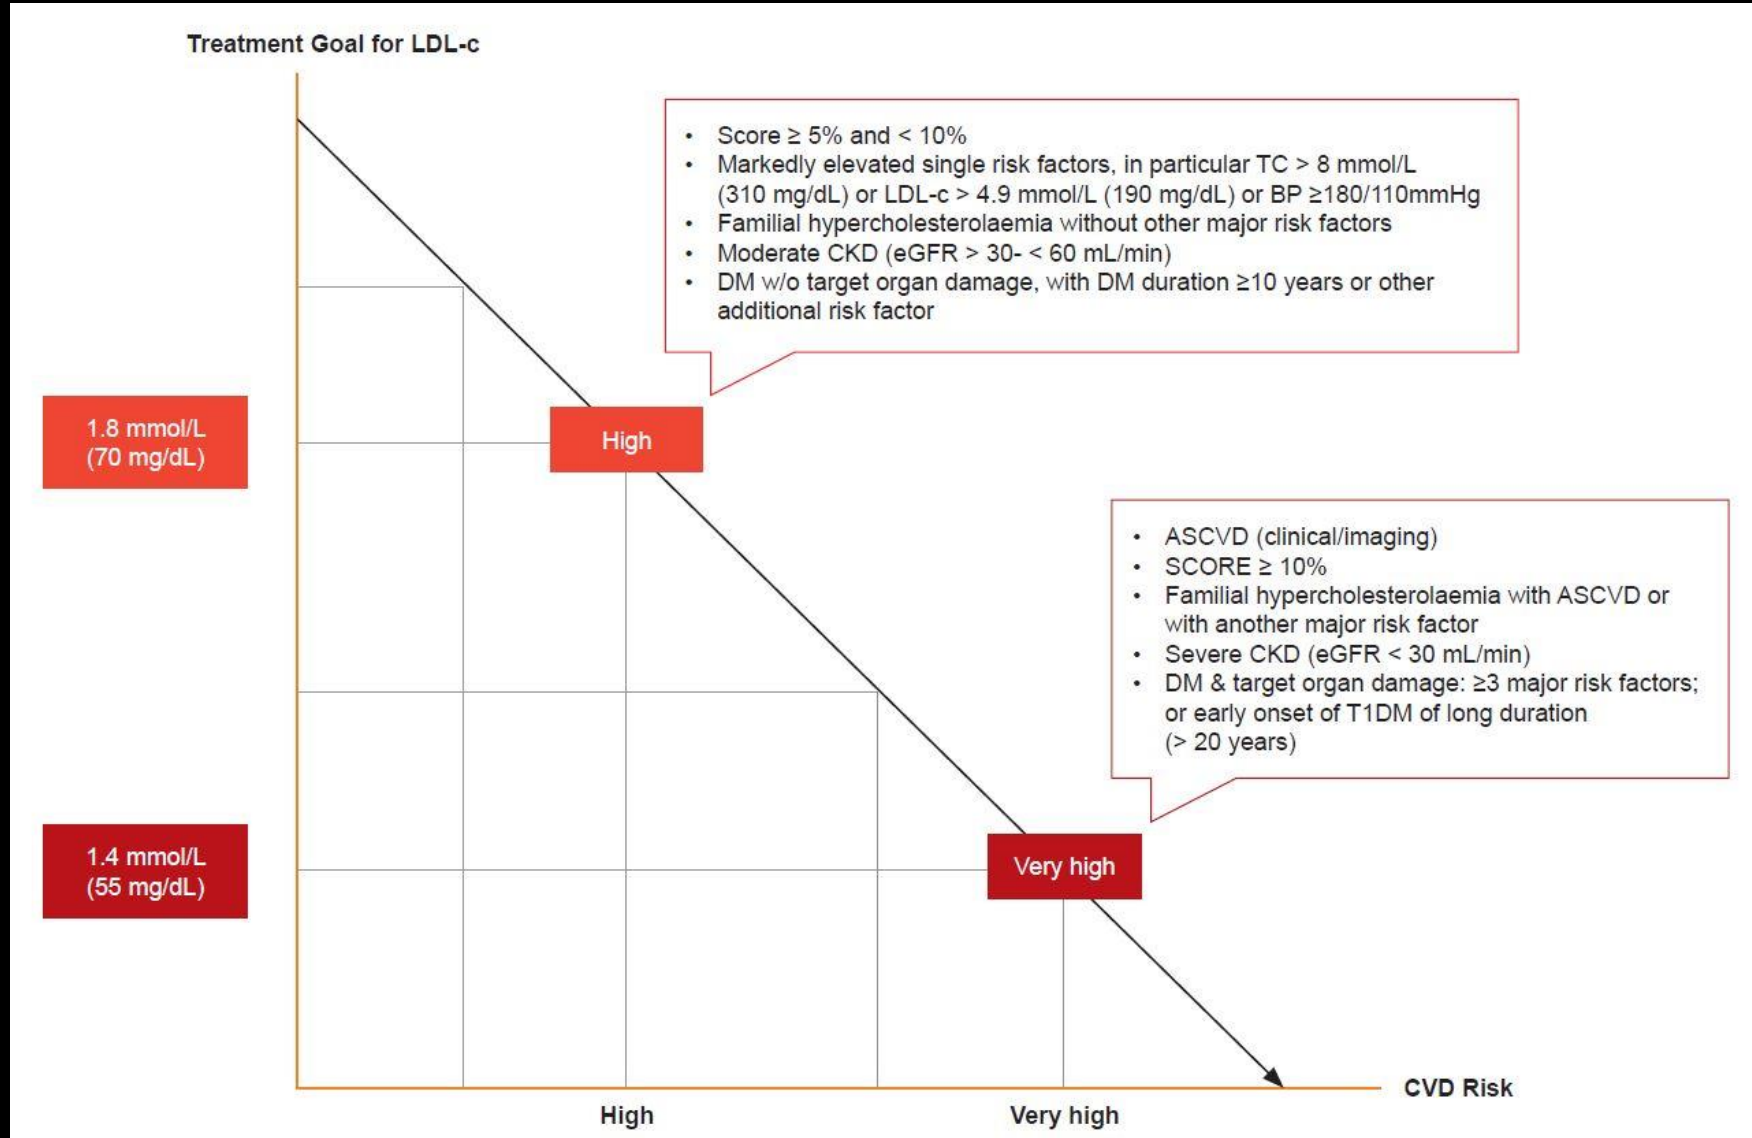 Treatment Goal for LDL-c
• Score ≥ 5% and < 10%
• Markedly elevated single risk factors, in particular TC > 8 mmol/L
(310 mg/dL) or LDL-c > 4.9 mmol/L (190 mg/dL) or BP ≥180/110mmHg
• Familial hypercholesterolaemia without other major risk factors
• Moderate CKD (eGFR > 30- < 60 mL/min)
• DM w/o target organ damage, with DM duration ≥10 years or other
additional risk factor
1.8 mmol/L
(70 mg/dL)
High
• ASCVD (clinical/imaging)
• SCORE ≥ 10%
• Familial hypercholesterolaemia with ASCVD or
with another major risk factor
• Severe CKD (eGFR < 30 mL/min)
• DM & target organ damage: ≥3 major risk factors;
or early onset of T1DM of long duration
(> 20 years)
1.4 mmol/L
(55 mg/dL)
Very high
CVD Risk
High
Very high